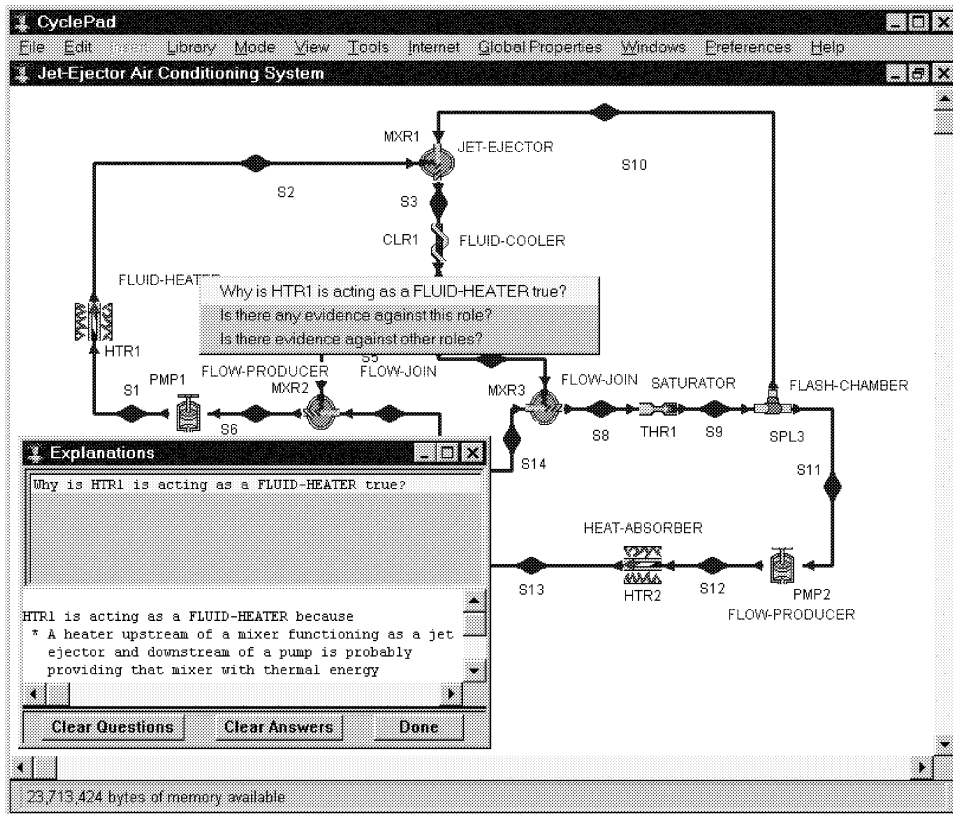 CyclePad
File Edit Insert Library Mode View Tools Internet Global Properties Windows Preferences Help
Jet-Ejector Air Conditioning System
MXR1
JET-EJECTOR
S10
S2
S3
CLR1
FLUID-COOLER
FLUID-HEATER
Why is HTR1 is acting as a FLUID-HEATER true?
Is there any evidence against this role?
Is there evidence against other roles?
HTR1
S5
S1
PMP1
FLOW-PRODUCER
MXR2
FLOW-JOIN
MXR3
FLOW-JOIN
SATURATOR
FLASH-CHAMBER
S6
S8
THR1
S9
SPL3
S14
S11
Explanations
Why is HTR1 is acting as a FLUID-HEATER true?
HEAT-ABSORBER
S13
HTR2
S12
PMP2
FLOW-PRODUCER
HTR1 is acting as a FLUID-HEATER because
* A heater upstream of a mixer functioning as a jet
ejector and downstream of a pump is probably
providing that mixer with thermal energy
Clear Questions Clear Answers Done
23,713,424 bytes of memory available